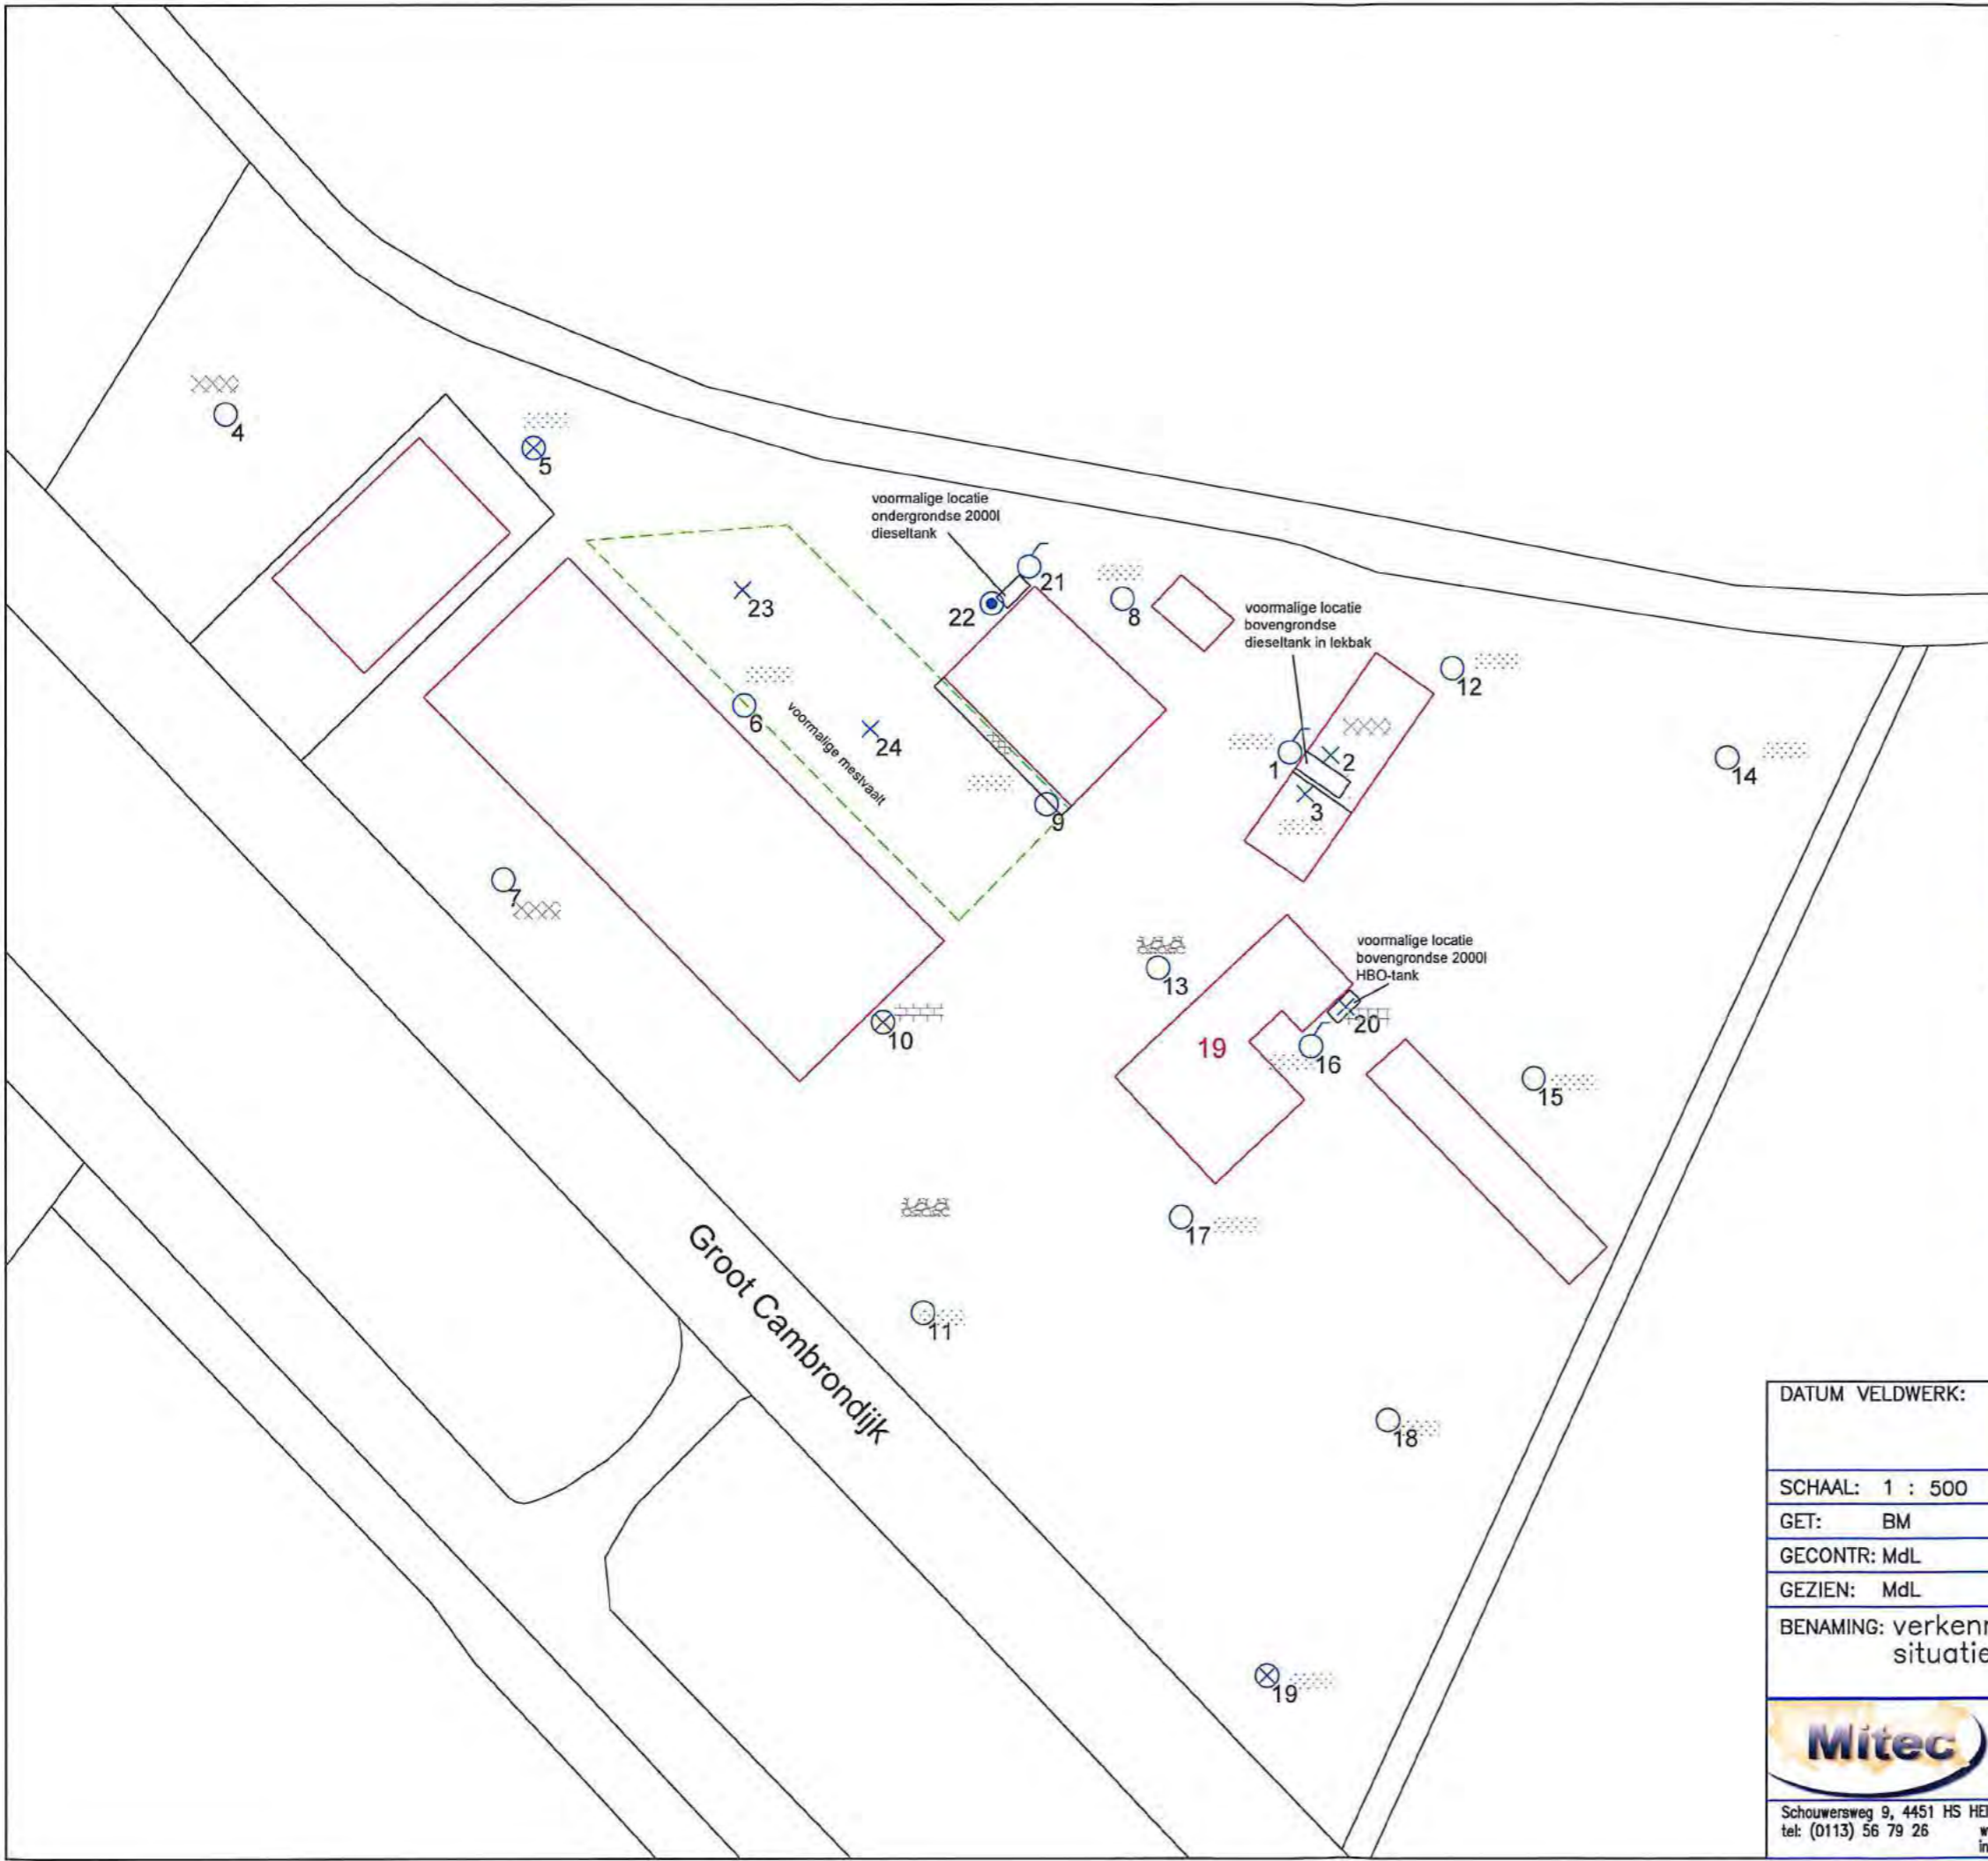 4
5
voormalige locatie
ondergrondse 2000l
dieseltank
21
22
23
8
voormalige locatie
bovengrondse
dieseltank in lekbak
12
6
voormalige mestvaalt
24
1
2
3
14
9
7
13
voormalige locatie
bovengrondse 2000l
HBO-tank
10
19
20
16
15
17
Groot Cambrondijk
11
18
19
DATUM VELDWERK:
SCHAAL: 1 : 500
GET: BM
GECONTR: MdL
GEZIEN: MdL
BENAMING:
situatie
Mitec
Schouwersweg 9, 4451 HS
tel: (0113) 56 79 26